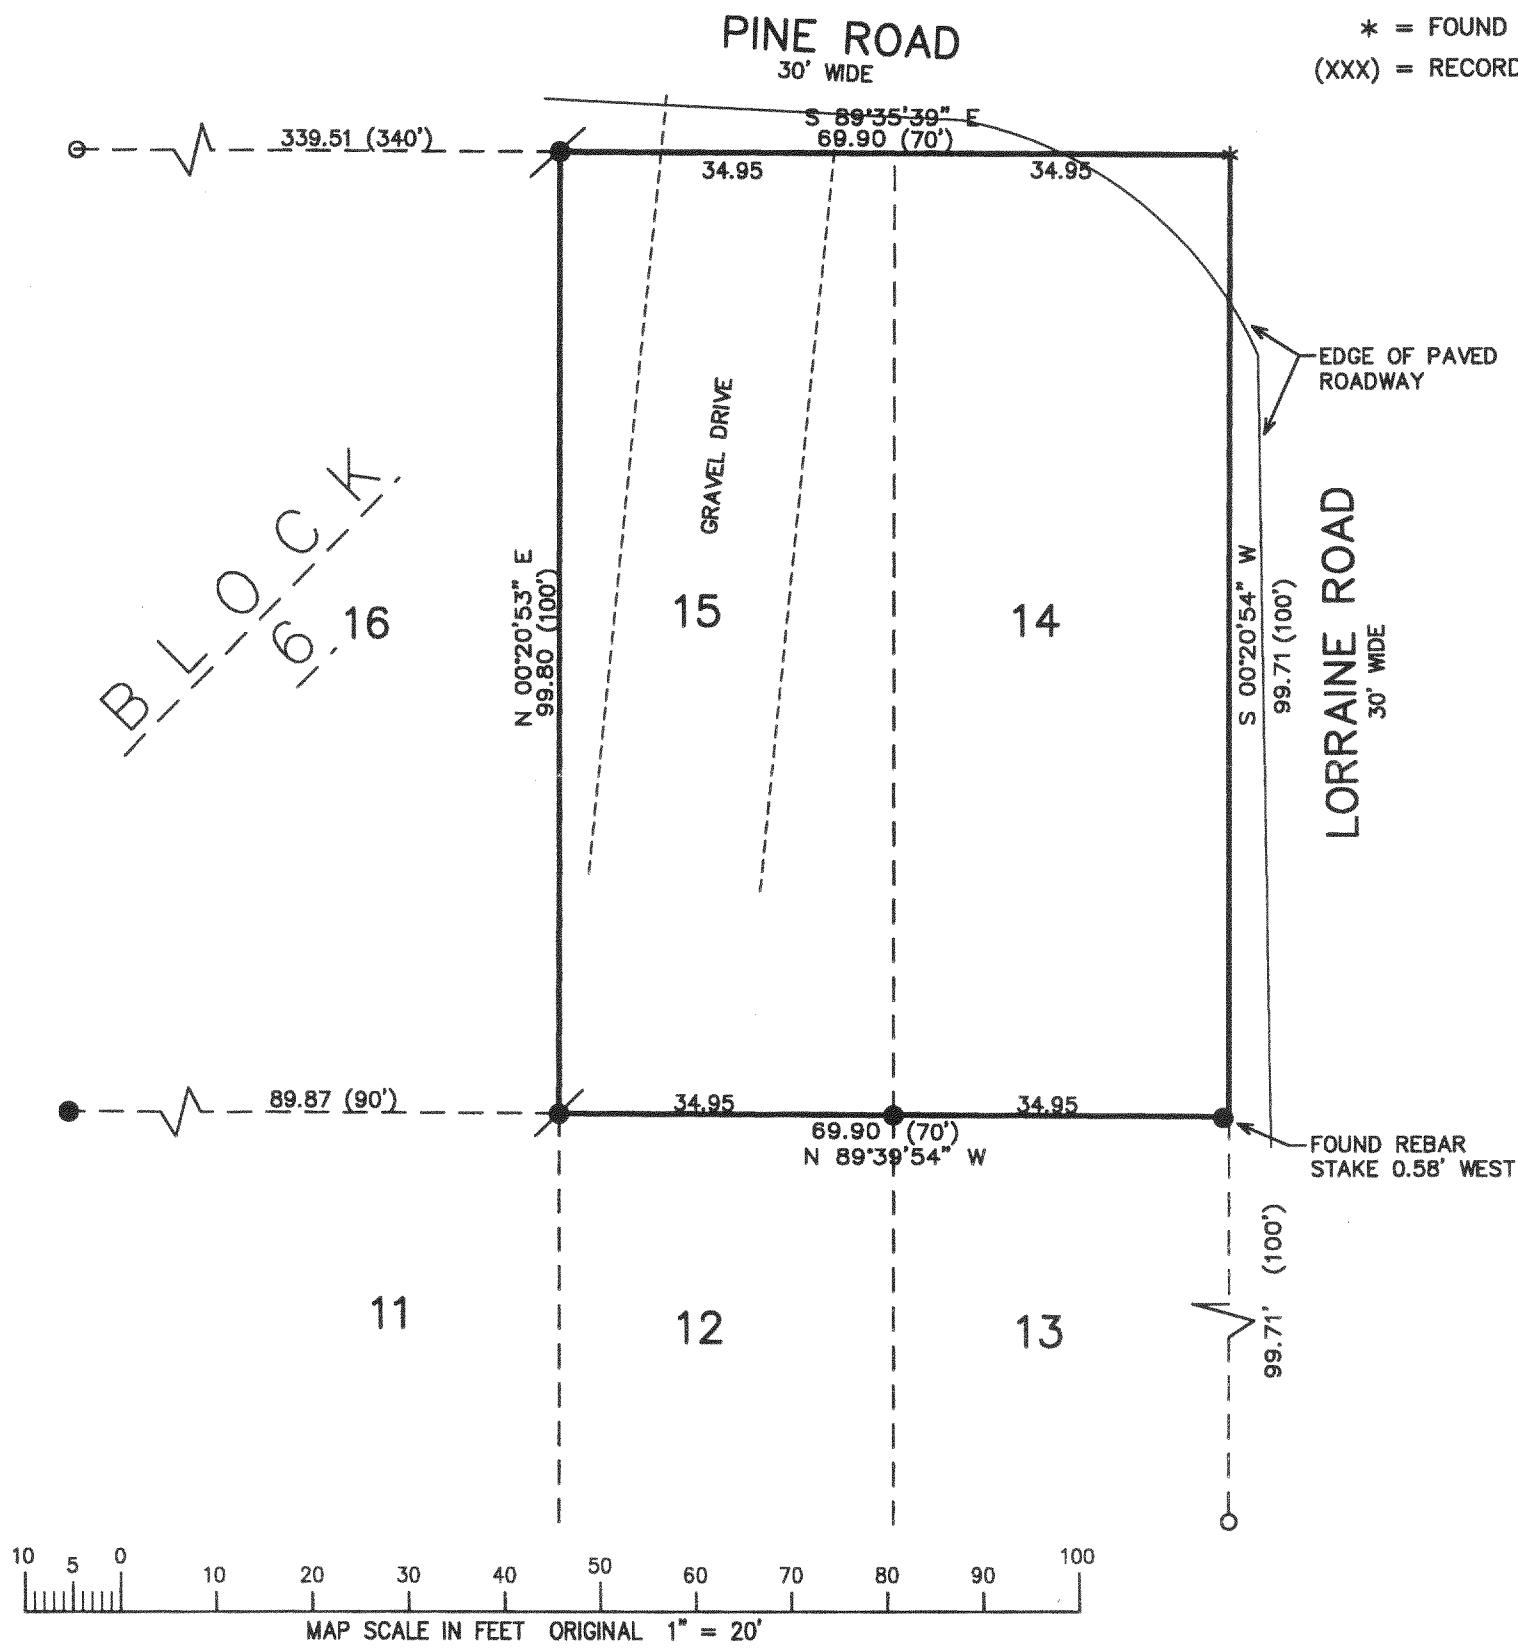 PINE ROAD
30' WIDE
* = FOUND
(XXX) = RECORD
S 89°35'39" E
69.90 (70')
339.51 (340')
34.95
34.95
EDGE OF PAVED
ROADWAY
GRAVEL DRIVE
BLOCK
6
16
15
14
N 00°20'53" E
99.80 (100')
S 00°20'54" W
99.71 (100')
LORRAINE ROAD
30' WIDE
89.87 (90')
34.95
34.95
69.90 (70')
N 89°39'54" W
FOUND REBAR
STAKE 0.58' WEST
99.71' (100')
11
12
13
10 5 0 10 20 30 40 50 60 70 80 90 100
MAP SCALE IN FEET ORIGINAL 1" = 20'